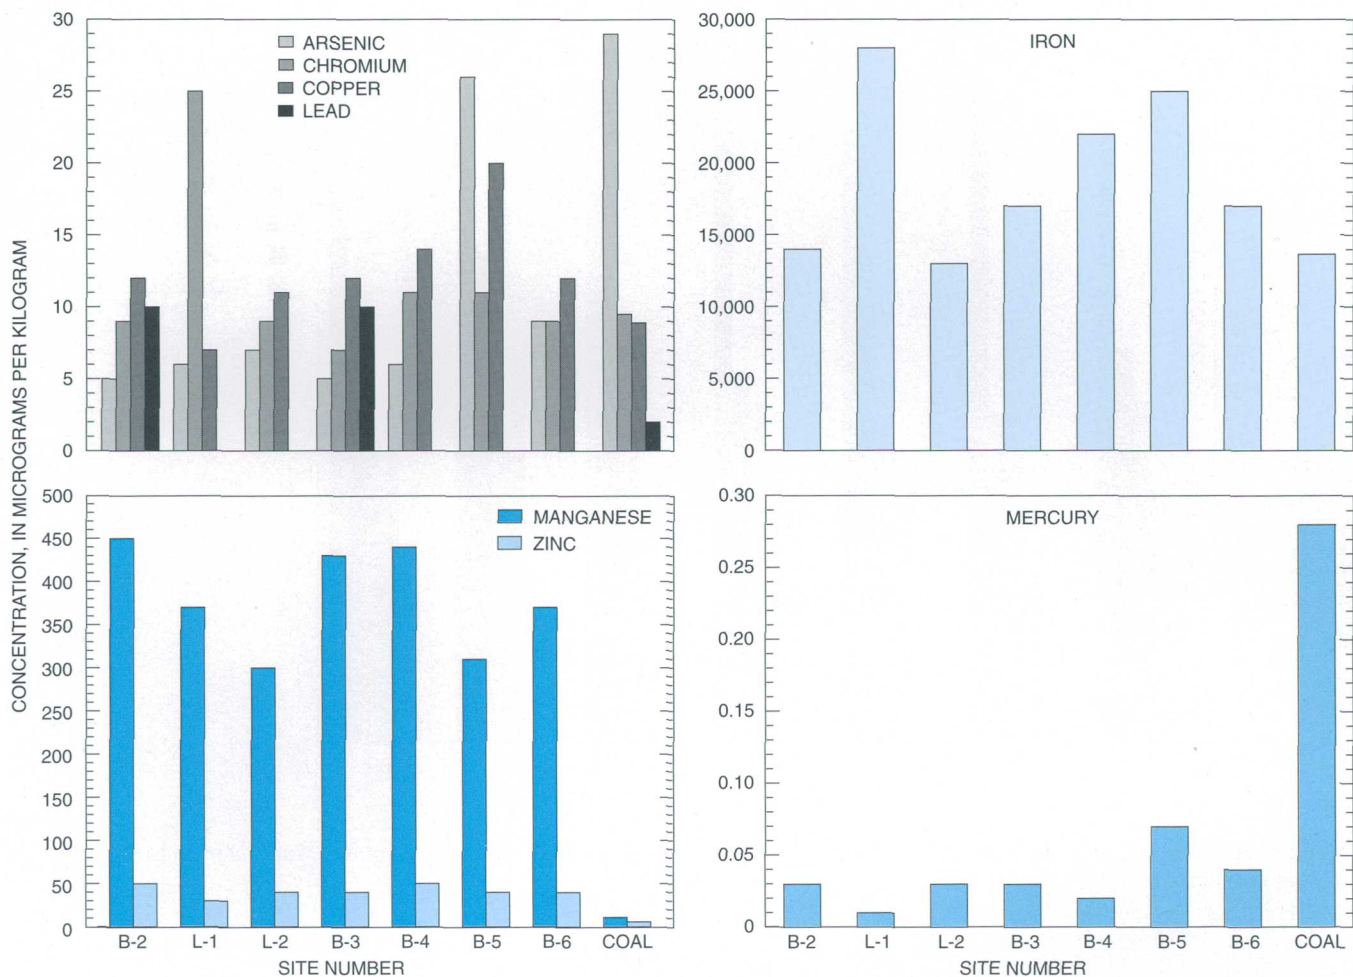 CONCENTRATION, IN MICROGRAMS PER KILOGRAM
30
25
20
15
10
5
0
ARSENIC
CHROMIUM
COPPER
LEAD
30,000
25,000
20,000
15,000
10,000
5,000
0
IRON
500
450
400
350
300
250
200
150
100
50
0
MANGANESE
ZINC
B-2 L-1 L-2 B-3 B-4 B-5 B-6 COAL
SITE NUMBER
0.30
0.25
0.20
0.15
0.10
0.05
0
MERCURY
B-2 L-1 L-2 B-3 B-4 B-5 B-6 COAL
SITE NUMBER